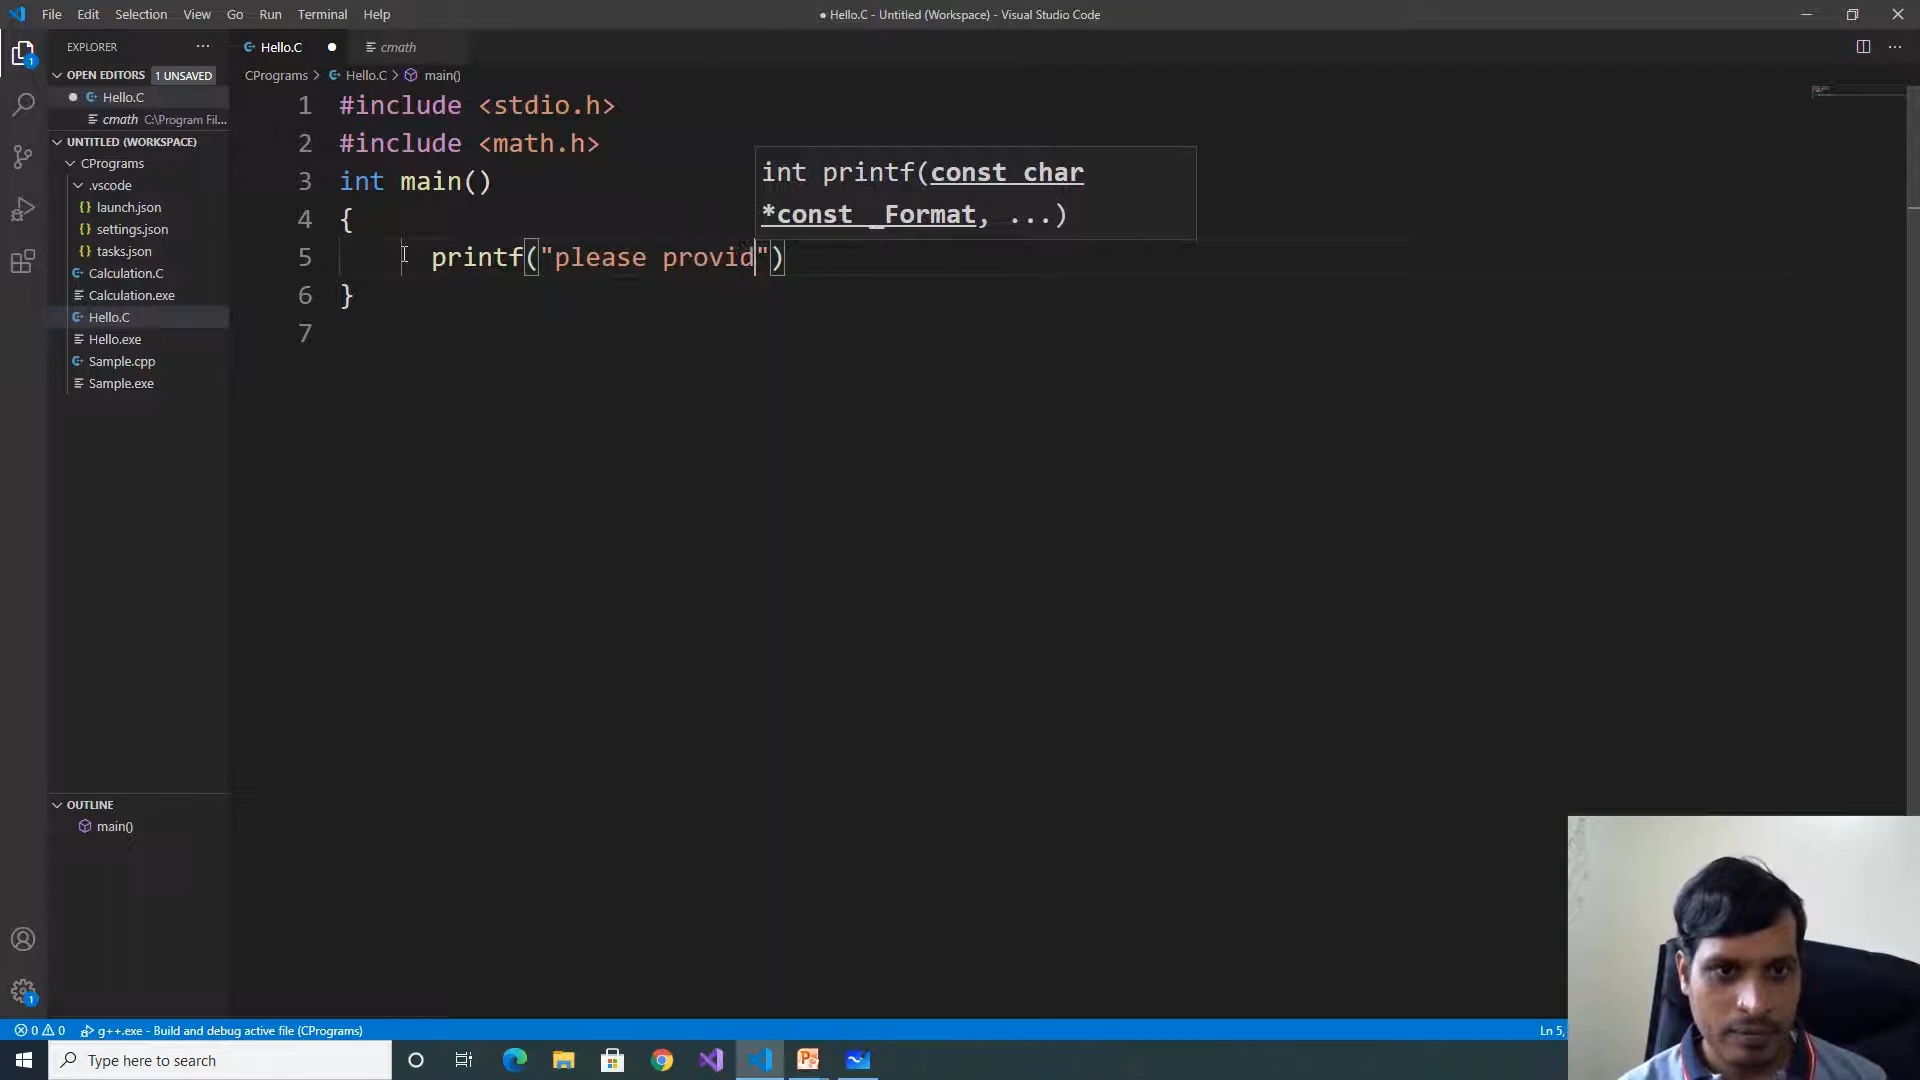 File Edit Selection View Go Run Terminal Help
● Hello.C - Untitled (Workspace) - Visual Studio Code
EXPLORER
Hello.C
cmath
OPEN EDITORS 1 UNSAVED
CPrograms > Hello.C > main()
Hello.C
cmath C:\Program Fil...
UNTITLED (WORKSPACE)
CPrograms
.vscode
launch.json
settings.json
tasks.json
Calculation.C
Calculation.exe
Hello.C
Hello.exe
Sample.cpp
Sample.exe
1 #include <stdio.h>
2 #include <math.h>
3 int main()
4 {
5 printf("please provid")
6 }
7
int printf(const char
*const _Format, ...)
OUTLINE
main()
1
1
0 0 g++.exe - Build and debug active file (CPrograms)
Ln 5,
Type here to search